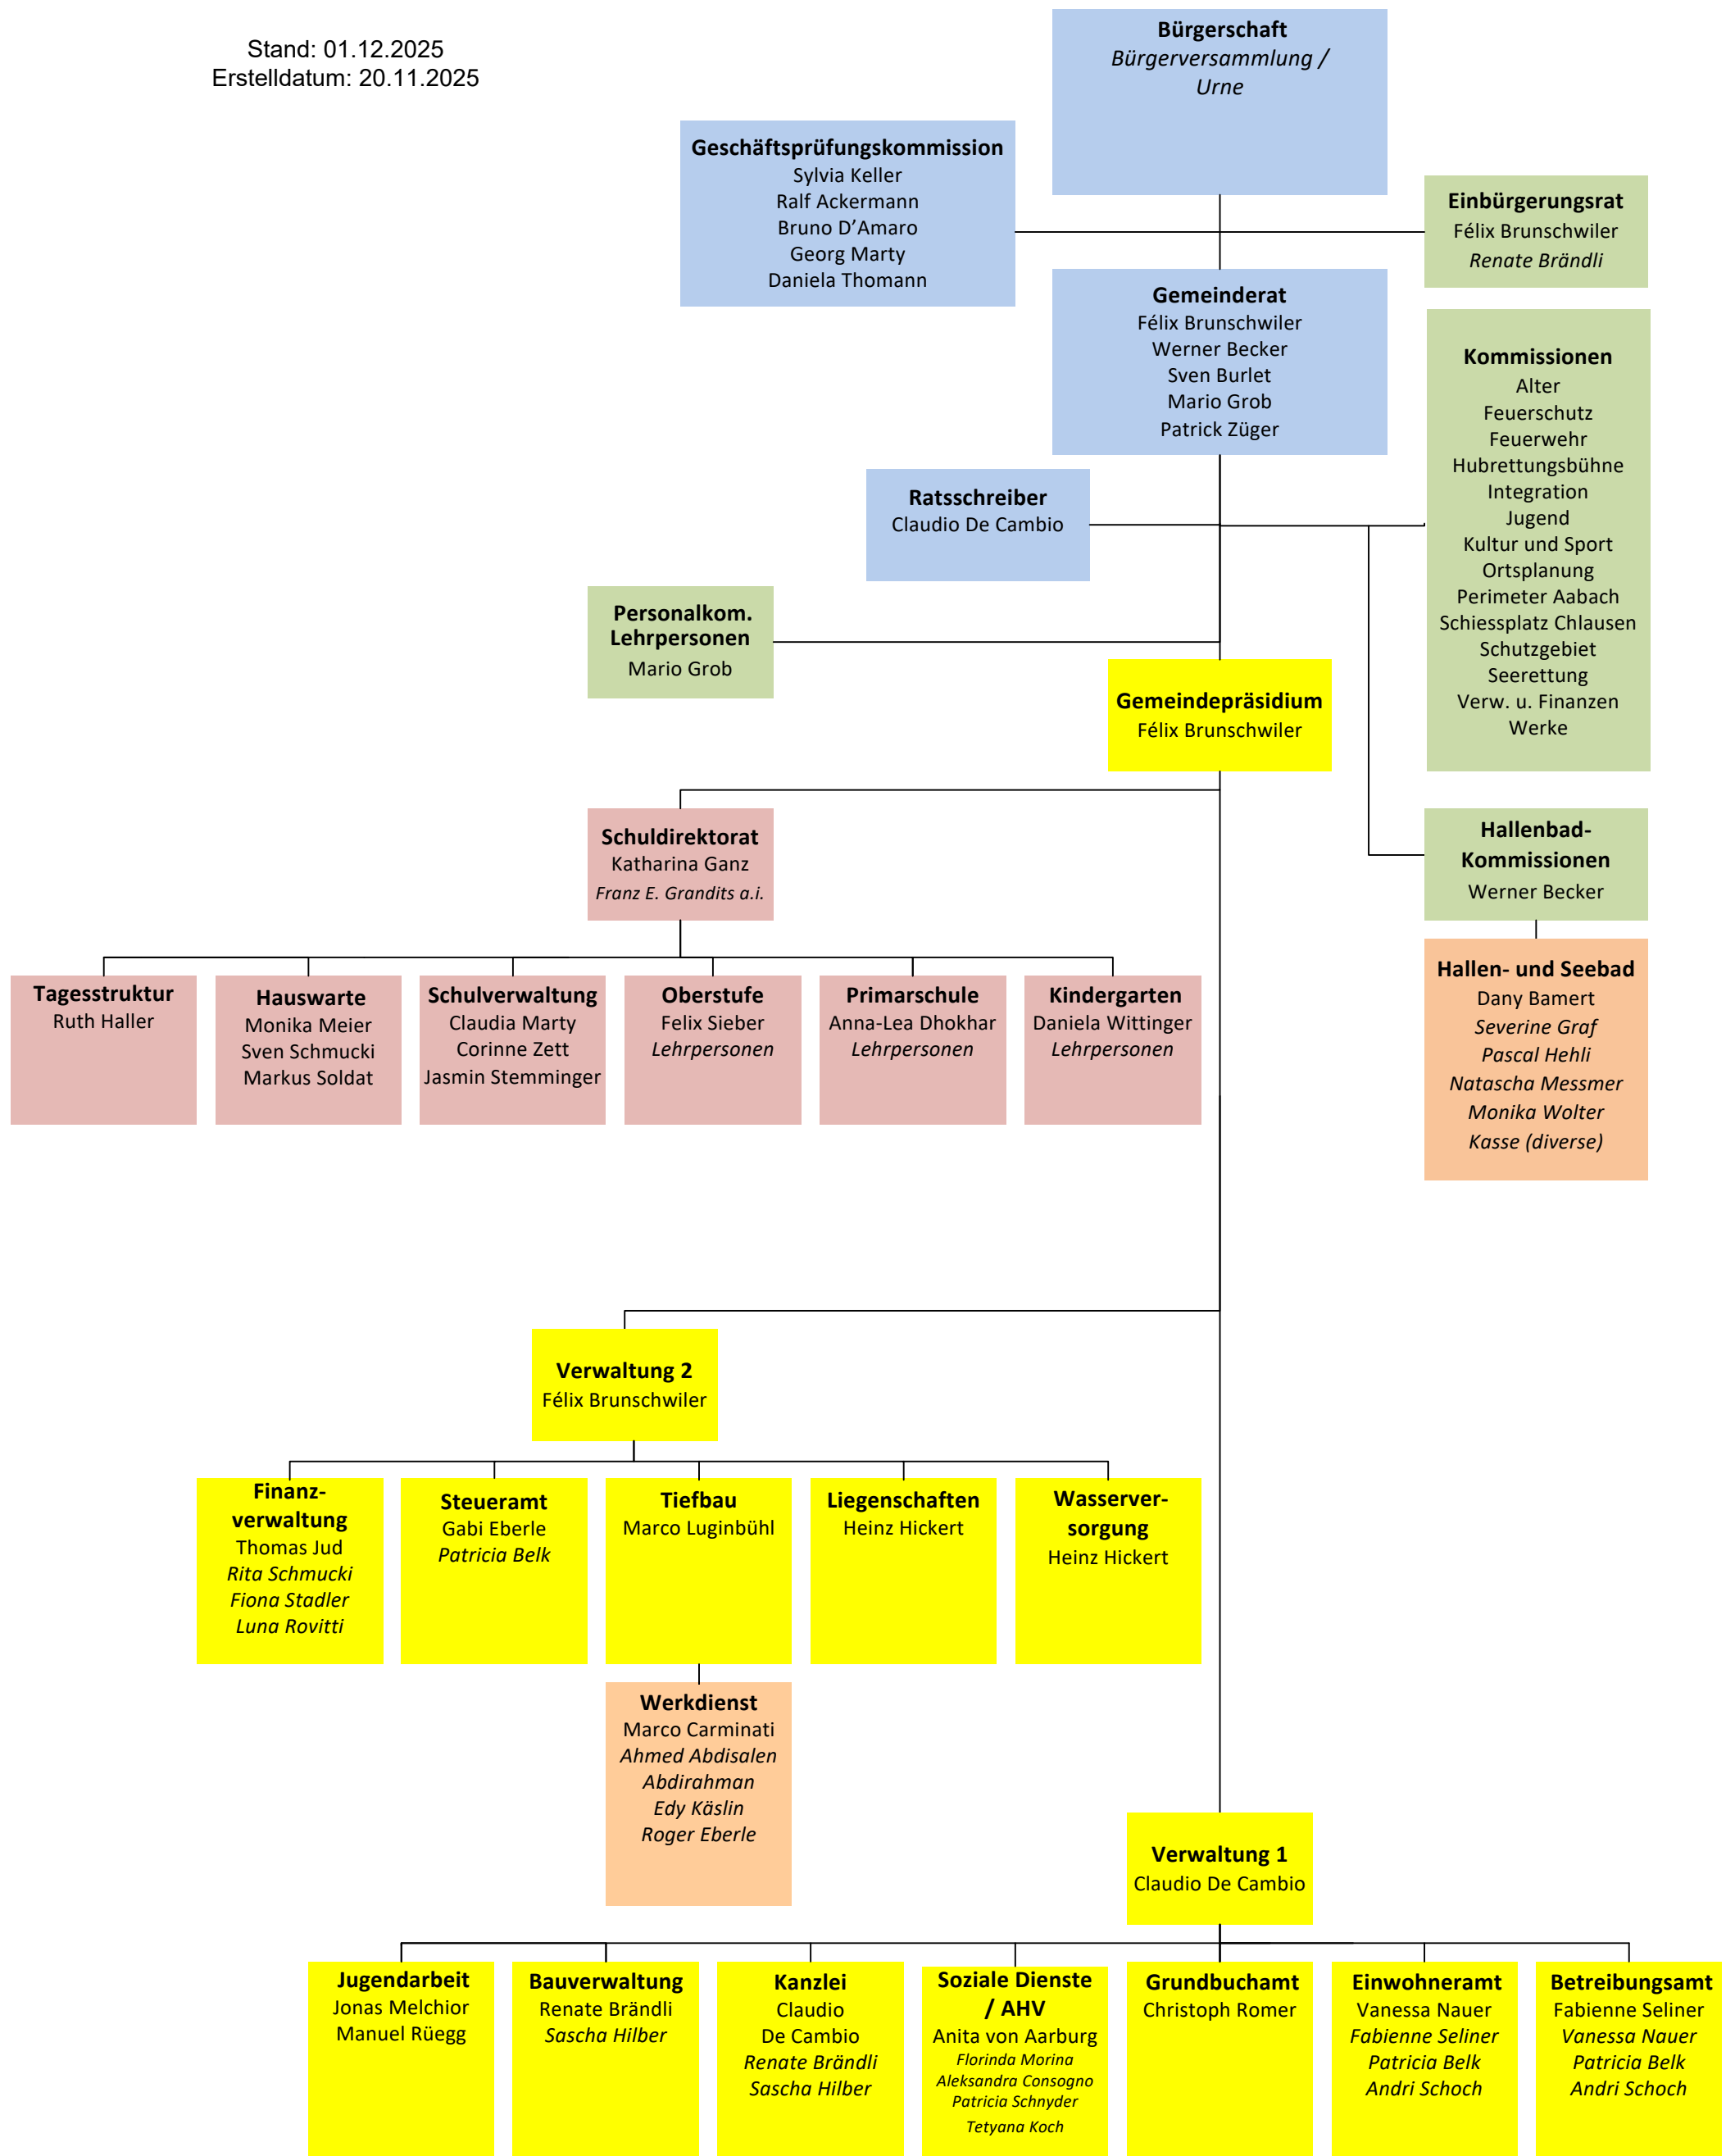 Stand: 01.12.2025
Erstelldatum: 20.11.2025
Bürgerschaft
Bürgerversammlung /
Urne
Geschäftsprüfungskommission
Sylvia Keller
Ralf Ackermann
Bruno D’Amaro
Georg Marty
Daniela Thomann
Einbürgerungsrat
Félix Brunschwiler
Renate Brändli
Gemeinderat
Félix Brunschwiler
Werner Becker
Sven Burlet
Mario Grob
Patrick Züger
Kommissionen
Alter
Feuerschutz
Feuerwehr
Hubrettungsbühne
Integration
Jugend
Kultur und Sport
Ortsplanung
Perimeter Aabach
Schiessplatz Chlausen
Schutzgebiet
Seerettung
Verw. u. Finanzen
Werke
Ratsschreiber
Claudio De Cambio
Personalkom.
Lehrpersonen
Mario Grob
Gemeindepräsidium
Félix Brunschwiler
Schuldirektorat
Katharina Ganz
Franz E. Grandits a.i.
Hallenbad-
Kommissionen
Werner Becker
Hallen- und Seebad
Dany Bamert
Severine Graf
Pascal Hehli
Natascha Messmer
Monika Wolter
Kasse (diverse)
Tagesstruktur
Ruth Haller
Hauswarte
Monika Meier
Sven Schmucki
Markus Soldat
Schulverwaltung
Claudia Marty
Corinne Zett
Jasmin Stemminger
Oberstufe
Felix Sieber
Lehrpersonen
Primarschule
Anna-Lea Dhokhar
Lehrpersonen
Kindergarten
Daniela Wittinger
Lehrpersonen
Verwaltung 2
Félix Brunschwiler
Finanz-
verwaltung
Thomas Jud
Rita Schmucki
Fiona Stadler
Luna Rovitti
Steueramt
Gabi Eberle
Patricia Belk
Tiefbau
Marco Luginbühl
Liegenschaften
Heinz Hickert
Wasserver-
sorgung
Heinz Hickert
Werkdienst
Marco Carminati
Ahmed Abdisalen
Abdirahman
Edy Käslin
Roger Eberle
Verwaltung 1
Claudio De Cambio
Jugendarbeit
Jonas Melchior
Manuel Rüegg
Bauverwaltung
Renate Brändli
Sascha Hilber
Kanzlei
Claudio
De Cambio
Renate Brändli
Sascha Hilber
Soziale Dienste
/ AHV
Anita von Aarburg
Florinda Morina
Aleksandra Consogno
Patricia Schnyder
Tetyana Koch
Grundbuchamt
Christoph Romer
Einwohneramt
Vanessa Nauer
Fabienne Seliner
Patricia Belk
Andri Schoch
Betreibungsamt
Fabienne Seliner
Vanessa Nauer
Patricia Belk
Andri Schoch